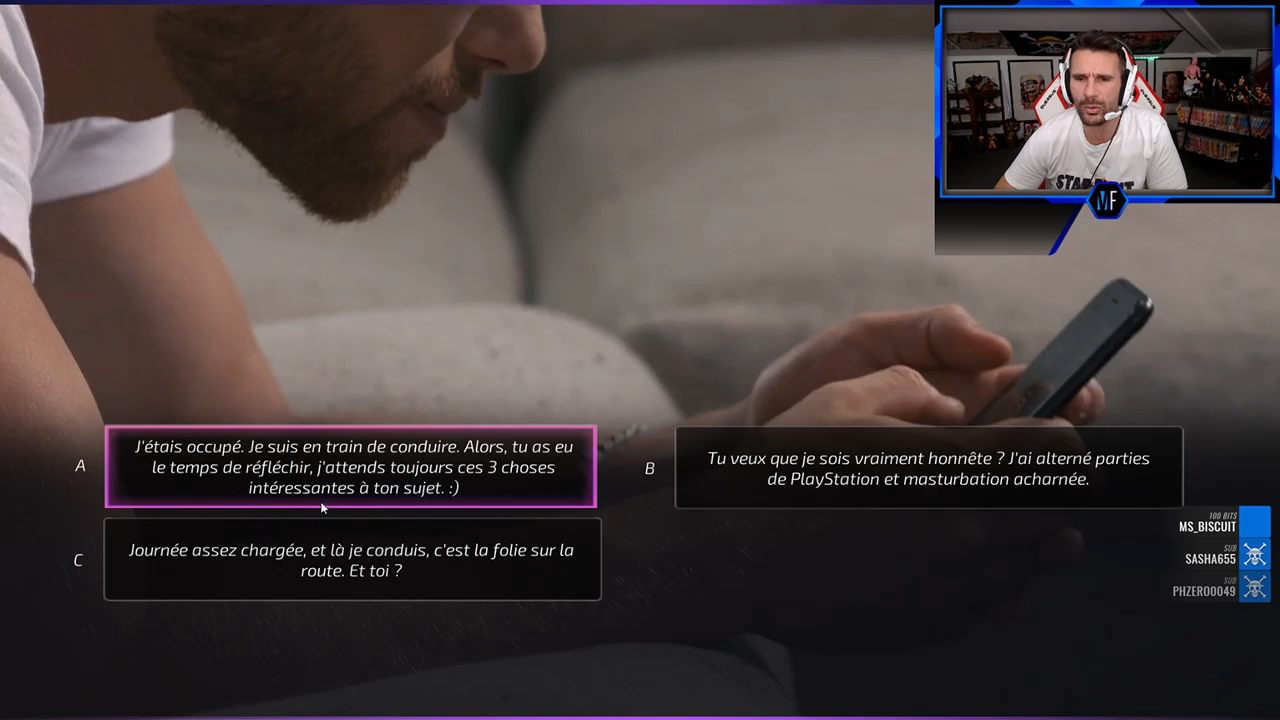 MF
A
J'étais occupé. Je suis en train de conduire. Alors, tu as eu
le temps de réfléchir, j'attends toujours ces 3 choses
intéressantes à ton sujet. :)
B
Tu veux que je sois vraiment honnête ? J'ai alterné parties
de PlayStation et masturbation acharnée.
C
Journée assez chargée, et là je conduis, c'est la folie sur la
route. Et toi ?
100 BITS
MS_BISCUIT
SUB
SASHA655
SUB
PHZERO0049